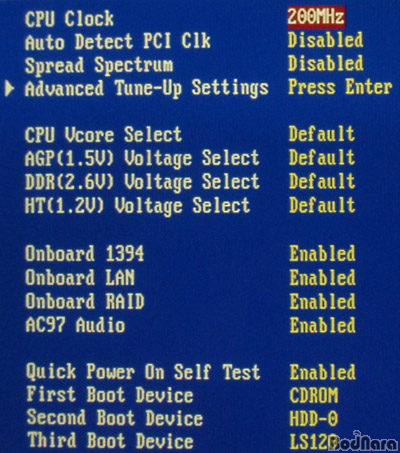 CPU Clock 200MHz
Auto Detect PCI Clk Disabled
Spread Spectrum Disabled
Advanced Tune-Up Settings Press Enter
CPU Vcore Select Default
AGP(1.5V) Voltage Select Default
DDR(2.6V) Voltage Select Default
HT(1.2V) Voltage Select Default
Onboard 1394 Enabled
Onboard LAN Enabled
Onboard RAID Enabled
AC97 Audio Enabled
Quick Power On Self Test Enabled
First Boot Device CDROM
Second Boot Device HDD-0
Third Boot Device LS120
BodNara